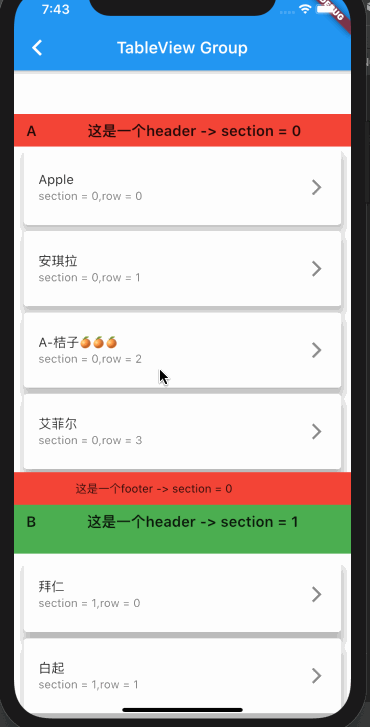 7:43
DEBUG
TableView Group
A 这是一个header -> section = 0
Apple
section = 0,row = 0
安琪拉
section = 0,row = 1
A-桔子🍊🍊🍊
section = 0,row = 2
艾菲尔
section = 0,row = 3
这是一个footer -> section = 0
B 这是一个header -> section = 1
拜仁
section = 1,row = 0
白起
section = 1,row = 1